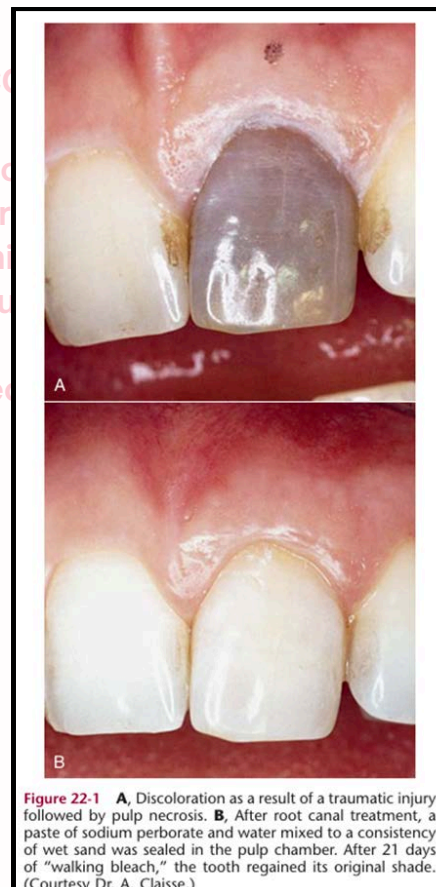 A
B
Figure 22-1 A, Discoloration as a result of a traumatic injury
followed by pulp necrosis. B, After root canal treatment, a
paste of sodium perborate and water mixed to a consistency
of wet sand was sealed in the pulp chamber. After 21 days
of “walking bleach,” the tooth regained its original shade.
(Courtesy Dr. A. Claisse.)